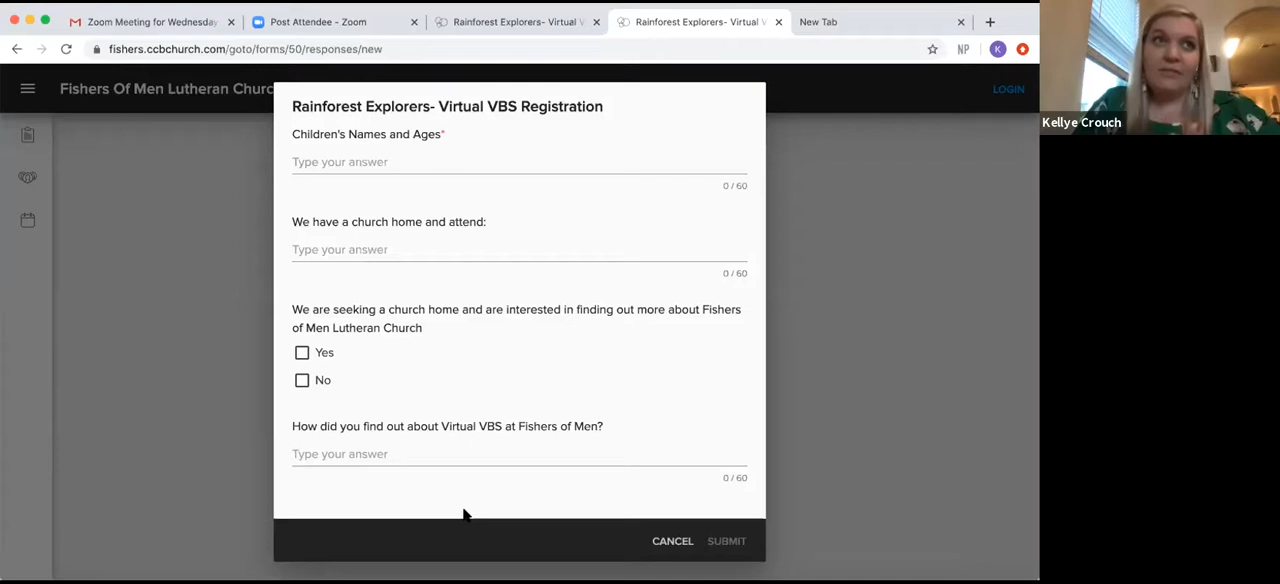 Zoom Meeting for Wednesday
Post Attendee - Zoom
Rainforest Explorers- Virtual V
Rainforest Explorers- Virtual V
New Tab
fishers.ccbchurch.com/goto/forms/50/responses/new
NP
K
Fishers Of Men Lutheran Churc
LOGIN
Kellye Crouch
Rainforest Explorers- Virtual VBS Registration
Children's Names and Ages*
Type your answer
0 / 60
We have a church home and attend:
Type your answer
0 / 60
We are seeking a church home and are interested in finding out more about Fishers
of Men Lutheran Church
Yes
No
How did you find out about Virtual VBS at Fishers of Men?
Type your answer
0 / 60
CANCEL
SUBMIT